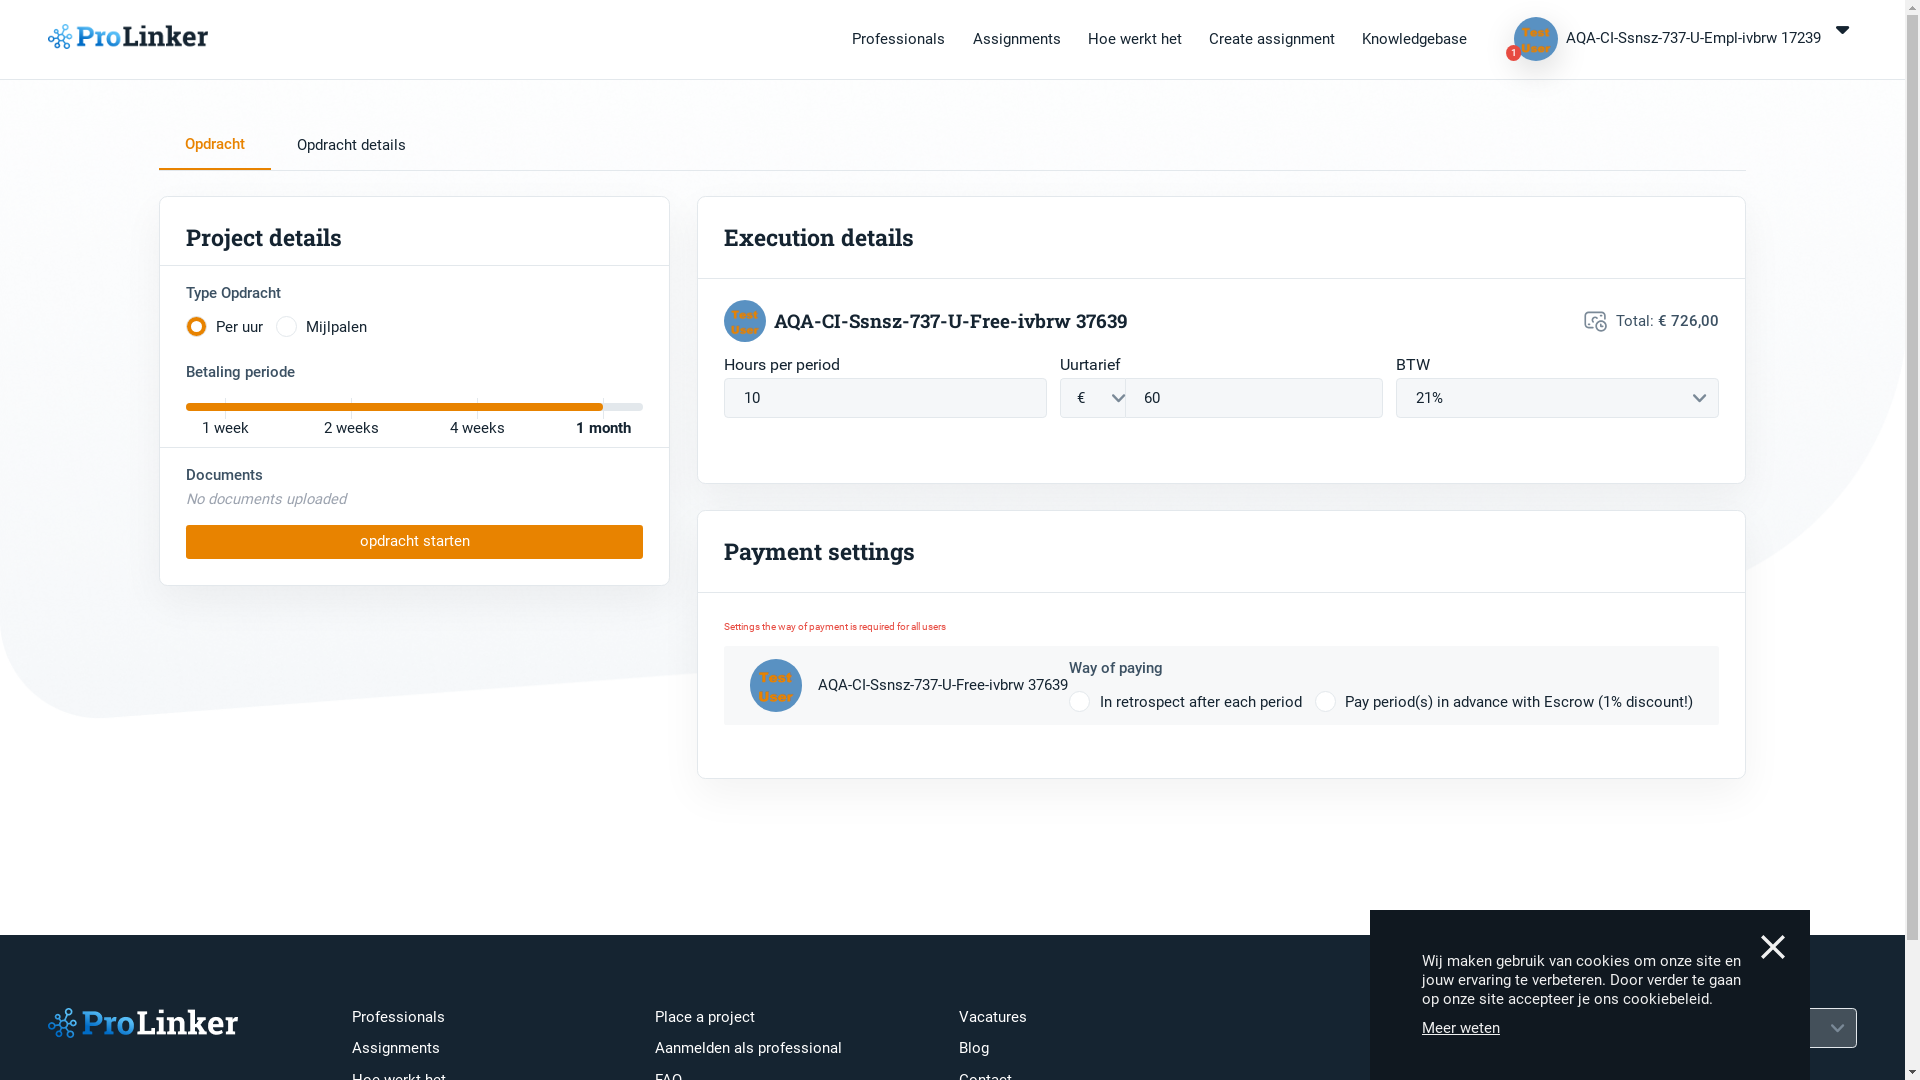 ProLinker
Professionals
Assignments
Hoe werkt het
Create assignment
Knowledgebase
Test
User
1
AQA-CI-Ssnsz-737-U-Empl-ivbrw 17239
Opdracht
Opdracht details
Project details
Type Opdracht
Per uur
Mijlpalen
Betaling periode
1 week
2 weeks
4 weeks
1 month
Documents
No documents uploaded
opdracht starten
Execution details
Test
User
AQA-CI-Ssnsz-737-U-Free-ivbrw 37639
Total: € 726,00
Hours per period
Uurtarief
BTW
10
€
60
21%
Payment settings
Settings the way of payment is required for all users
Test
User
AQA-CI-Ssnsz-737-U-Free-ivbrw 37639
Way of paying
In retrospect after each period
Pay period(s) in advance with Escrow (1% discount!)
ProLinker
Professionals
Assignments
Hoe werkt het
Place a project
Aanmelden als professional
FAQ
Vacatures
Blog
Contact
Wij maken gebruik van cookies om onze site en
jouw ervaring te verbeteren. Door verder te gaan
op onze site accepteer je ons cookiebeleid.
Meer weten